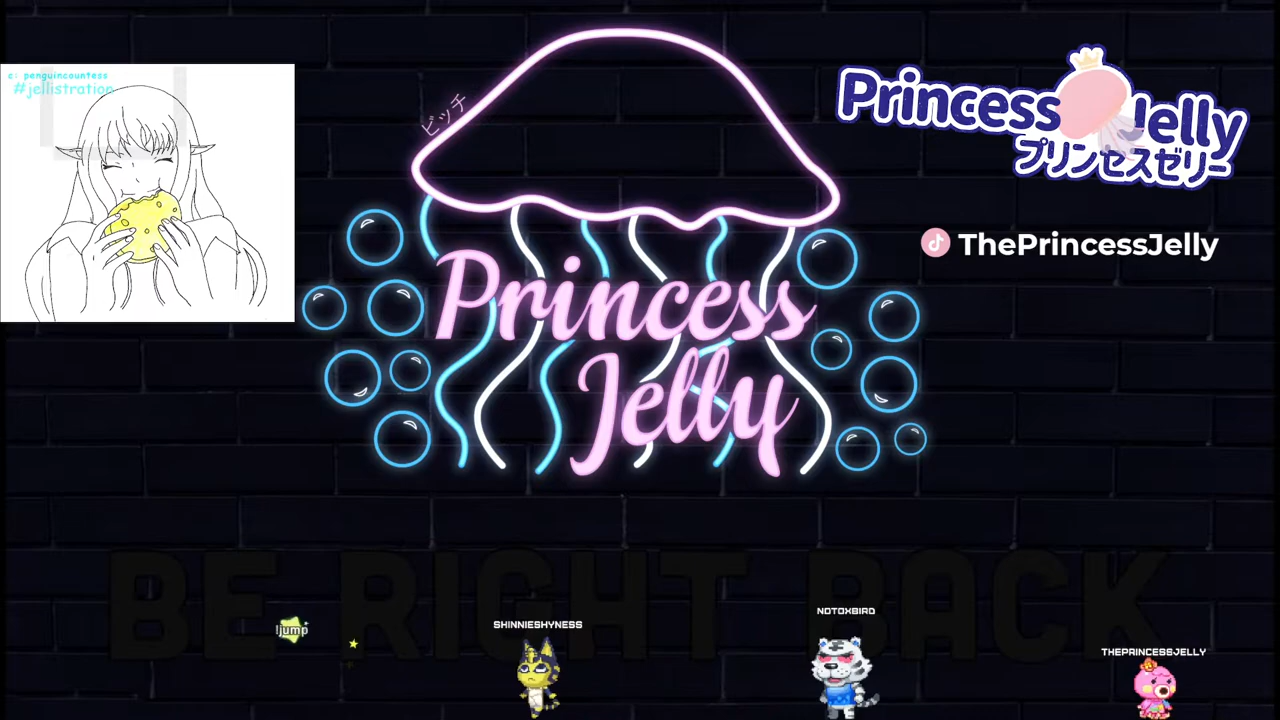 c: penguincountess
#jellistration
ビッチ
Princess
Jelly
Princess Jelly
プリンセスゼリー
ThePrincessJelly
BE RIGHT BACK
!jump
SHINNIESHYNESS
NOTOXBIRD
THEPRINCESSJELLY